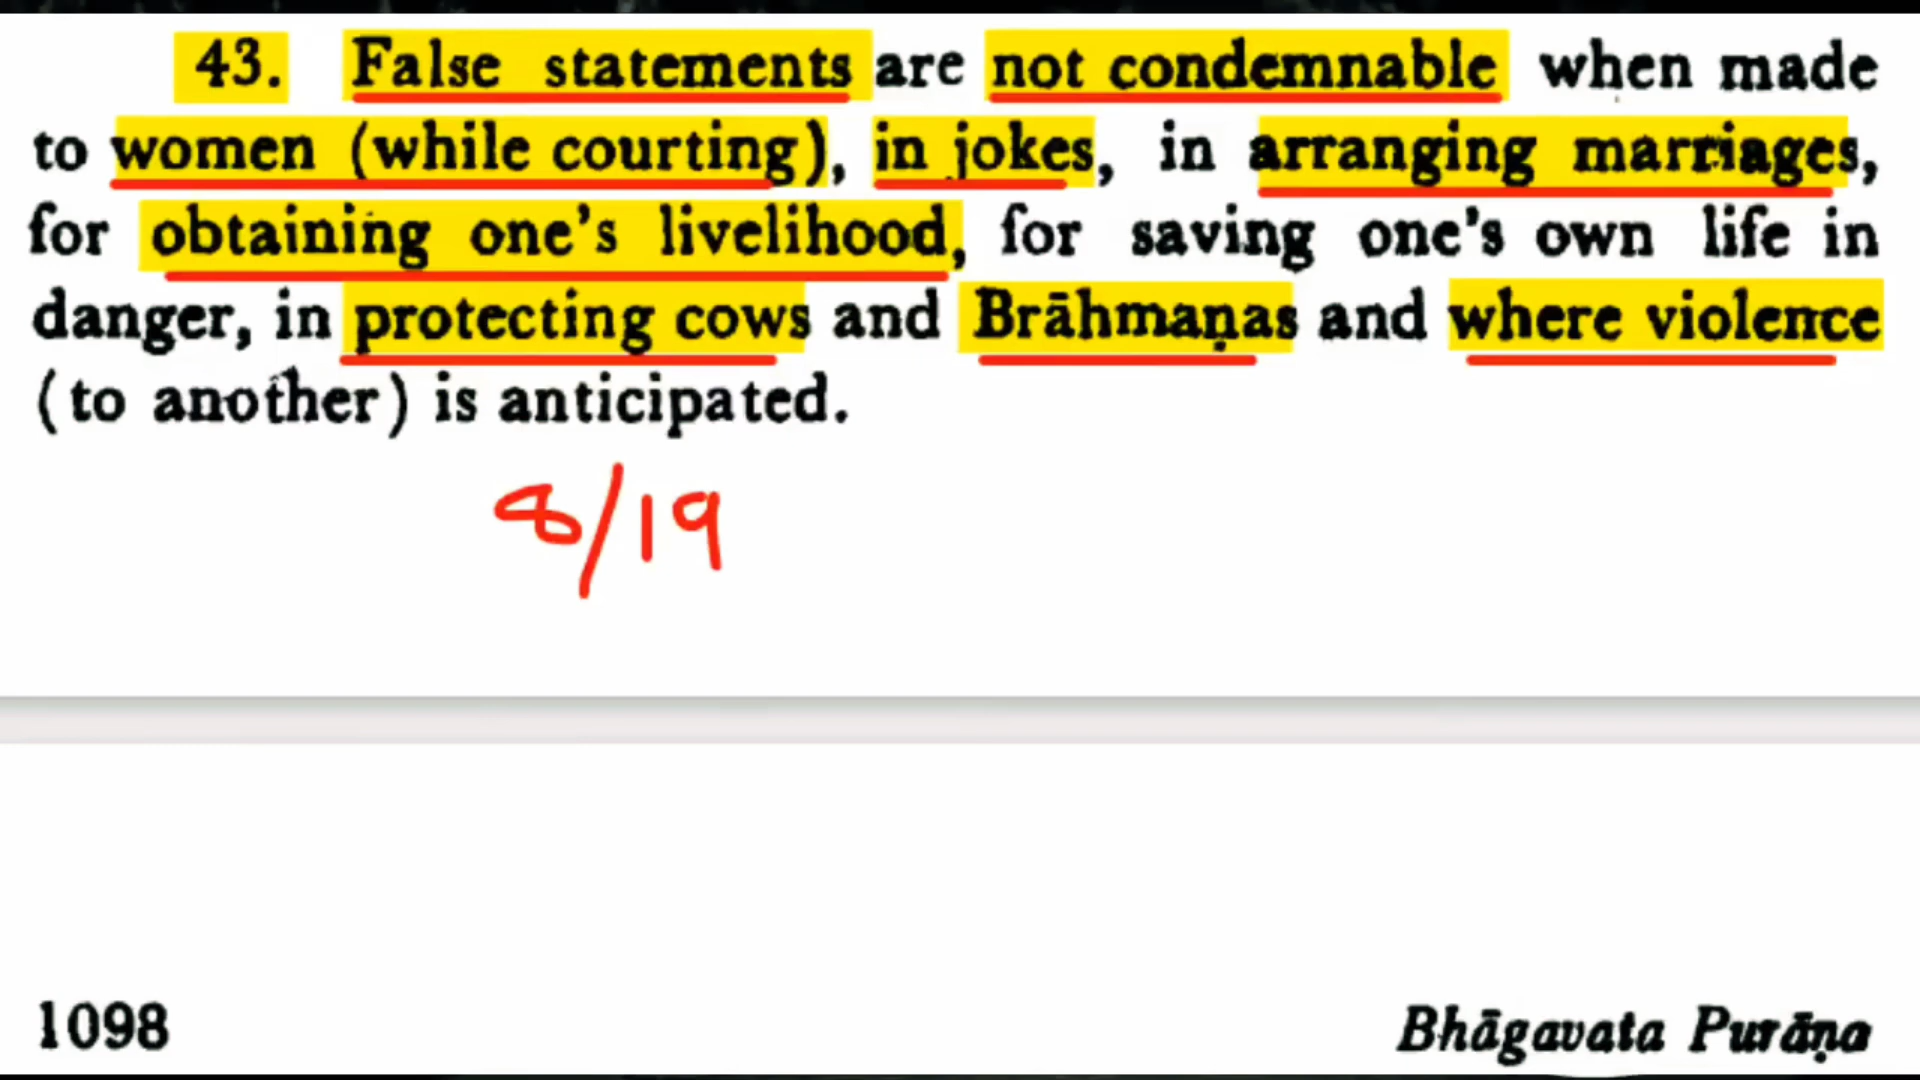 43. False statements are not condemnable when made
to women (while courting), in jokes, in arranging marriages,
for obtaining one's livelihood, for saving one's own life in
danger, in protecting cows and Brāhmaṇas and where violence
(to another) is anticipated.
8/19
1098 Bhāgavata Purāṇa